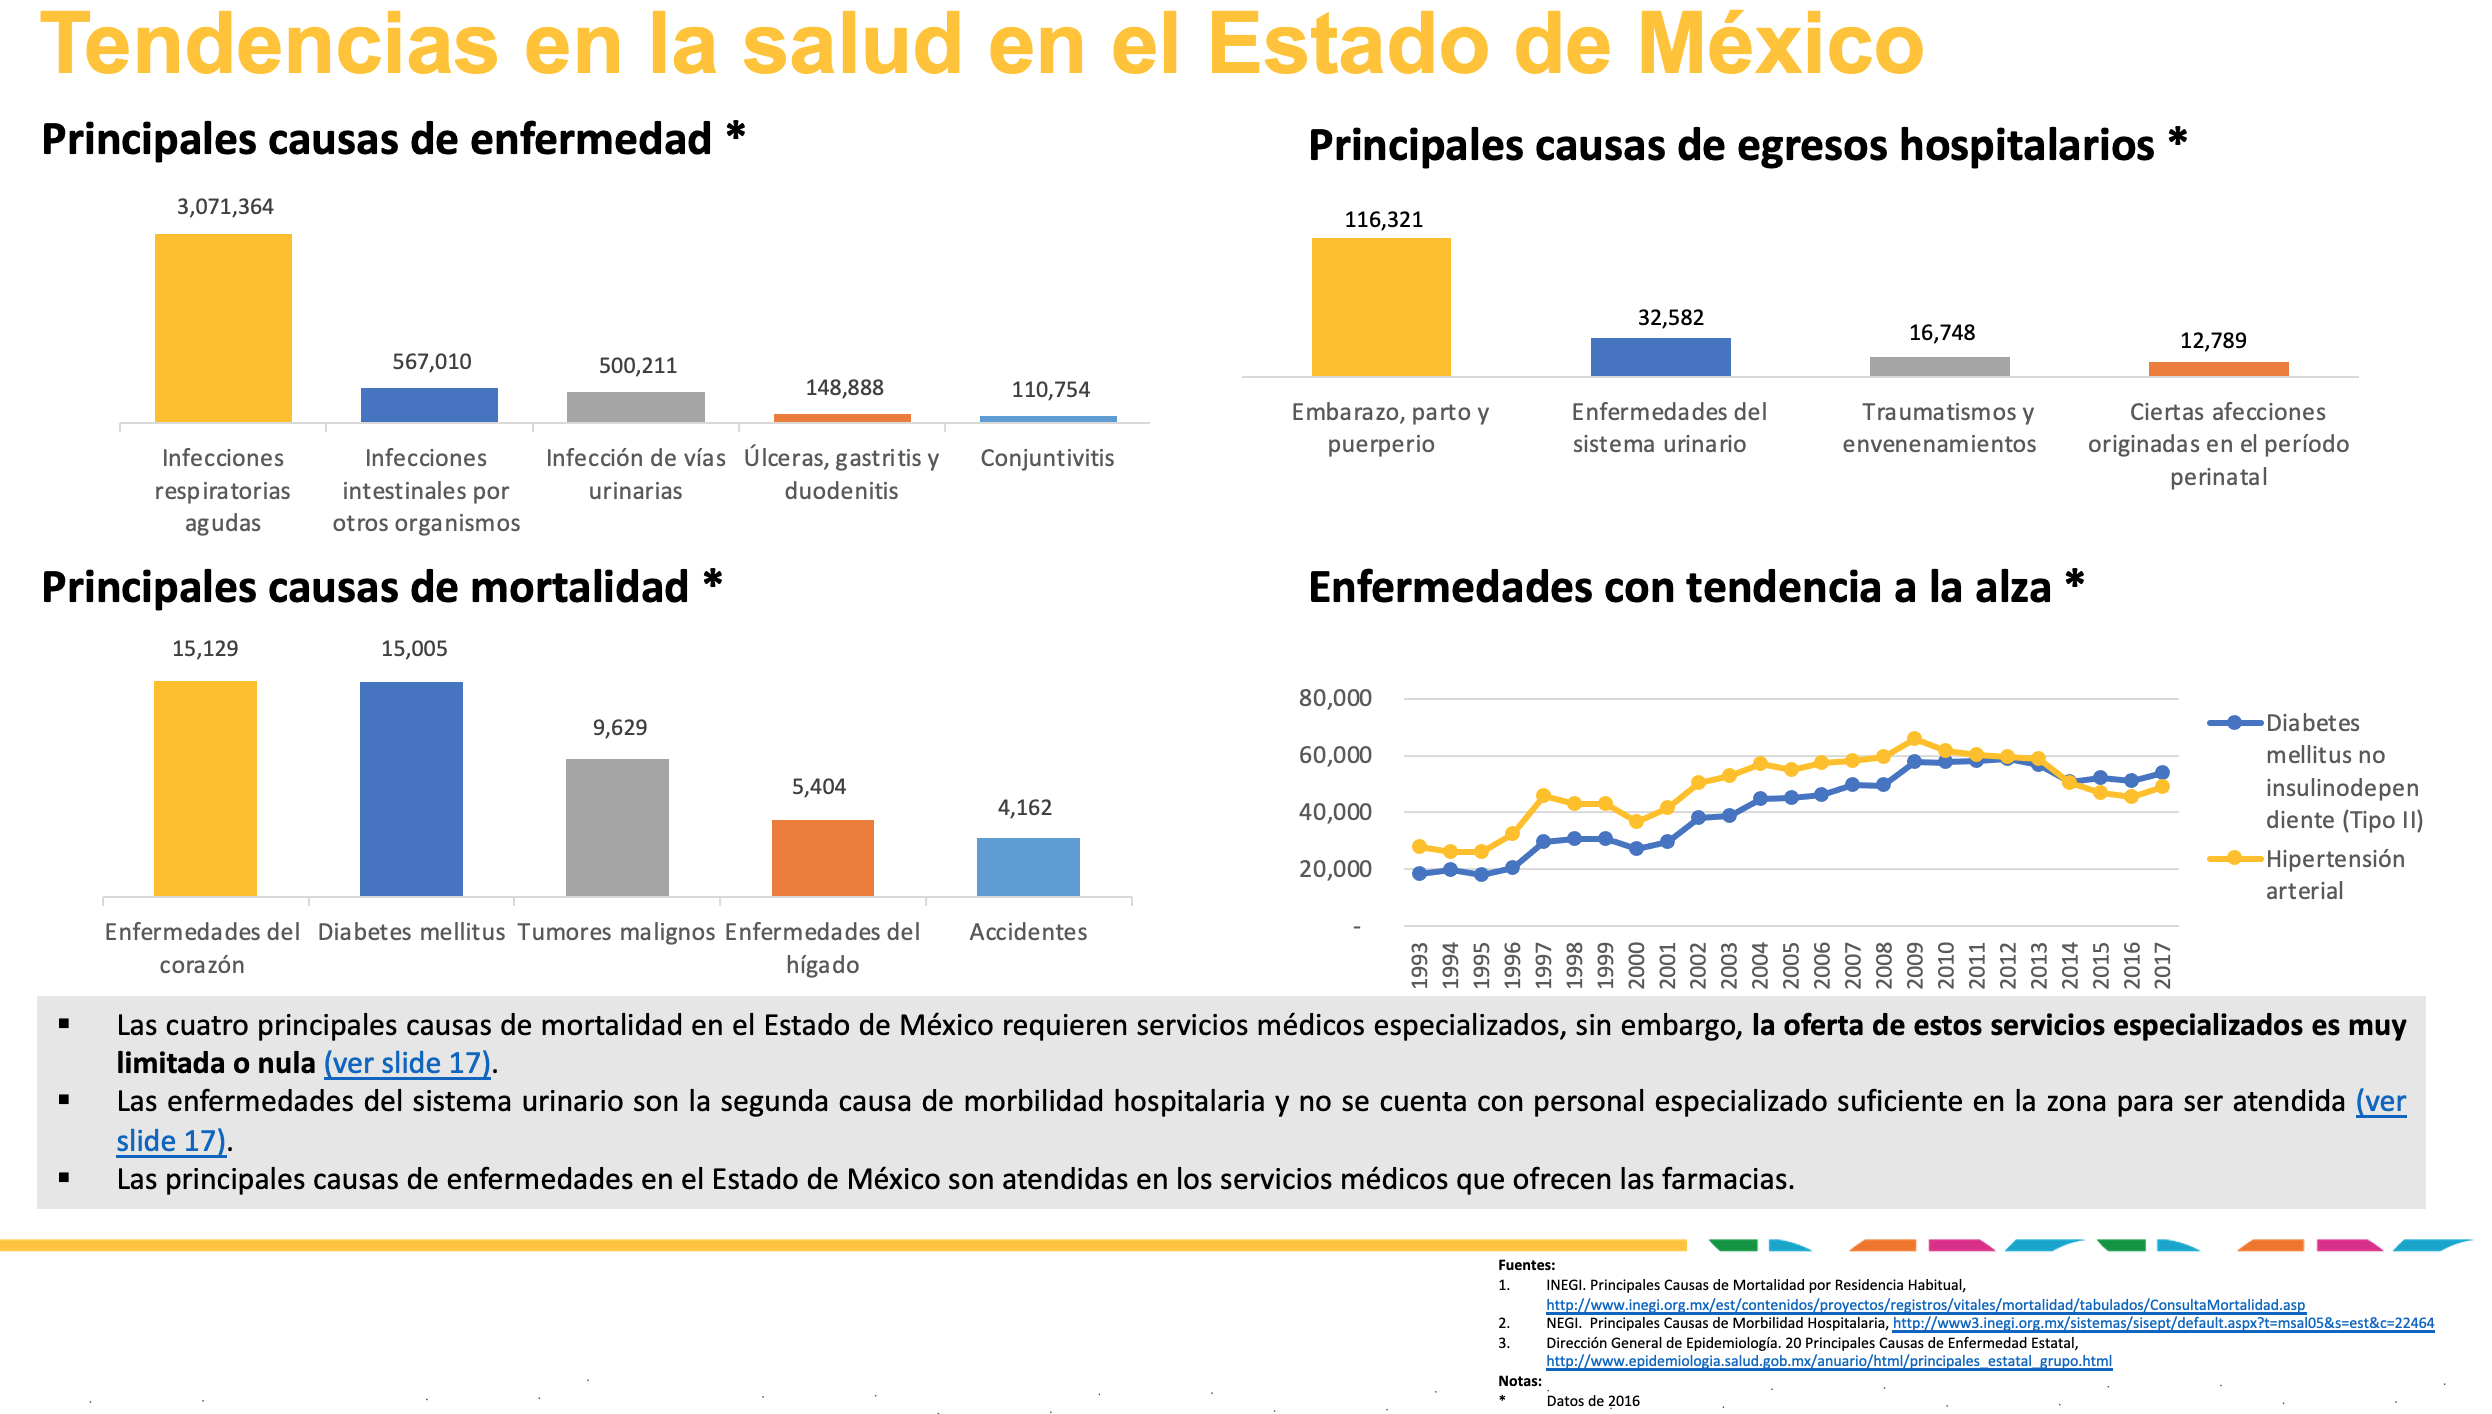 Tendencias en la salud en el Estado de México
Principales causas de enfermedad *
3,071,364
567,010
500,211
148,888
110,754
Infecciones
respiratorias
agudas
Infecciones
intestinales por
otros organismos
Infección de vías
urinarias
Úlceras, gastritis y
duodenitis
Conjuntivitis
Principales causas de egresos hospitalarios *
116,321
32,582
16,748
12,789
Embarazo, parto y
puerperio
Enfermedades del
sistema urinario
Traumatismos y
envenenamientos
Ciertas afecciones
originadas en el período
perinatal
Principales causas de mortalidad *
15,129
15,005
9,629
5,404
4,162
Enfermedades del
corazón
Diabetes mellitus
Tumores malignos
Enfermedades del
hígado
Accidentes
Enfermedades con tendencia a la alza *
80,000
60,000
40,000
20,000
-
1993
1994
1995
1996
1997
1998
1999
2000
2001
2002
2003
2004
2005
2006
2007
2008
2009
2010
2011
2012
2013
2014
2015
2016
2017
Diabetes
mellitus no
insulinodepen
diente (Tipo II)
Hipertensión
arterial
▪ Las cuatro principales causas de mortalidad en el Estado de México requieren servicios médicos especializados, sin embargo, la oferta de estos servicios especializados es muy
limitada o nula (ver slide 17).
▪ Las enfermedades del sistema urinario son la segunda causa de morbilidad hospitalaria y no se cuenta con personal especializado suficiente en la zona para ser atendida (ver
slide 17).
▪ Las principales causas de enfermedades en el Estado de México son atendidas en los servicios médicos que ofrecen las farmacias.
Fuentes:
1. INEGI. Principales Causas de Mortalidad por Residencia Habitual,
http://www.inegi.org.mx/est/contenidos/proyectos/registros/vitales/mortalidad/tabulados/ConsultaMortalidad.asp
2. NEGI. Principales Causas de Morbilidad Hospitalaria, http://www3.inegi.org.mx/sistemas/sisept/default.aspx?t=msal05&s=est&c=22464
3. Dirección General de Epidemiología. 20 Principales Causas de Enfermedad Estatal,
http://www.epidemiologia.salud.gob.mx/anuario/html/principales_estatal_grupo.html
Notas:
* Datos de 2016